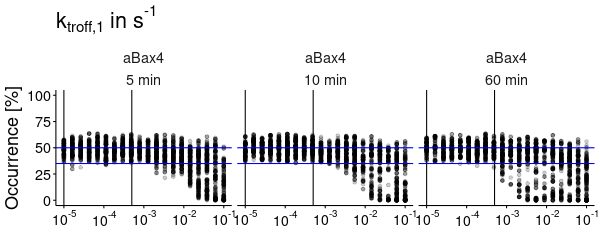 k_troff,1 in s^-1
aBax4 aBax4 aBax4
5 min 10 min 60 min
Occurrence [%]
100
75
50
25
0
10^-5 10^-4 10^-3 10^-2 10^-1 10^-5 10^-4 10^-3 10^-2 10^-1 10^-5 10^-4 10^-3 10^-2 10^-1